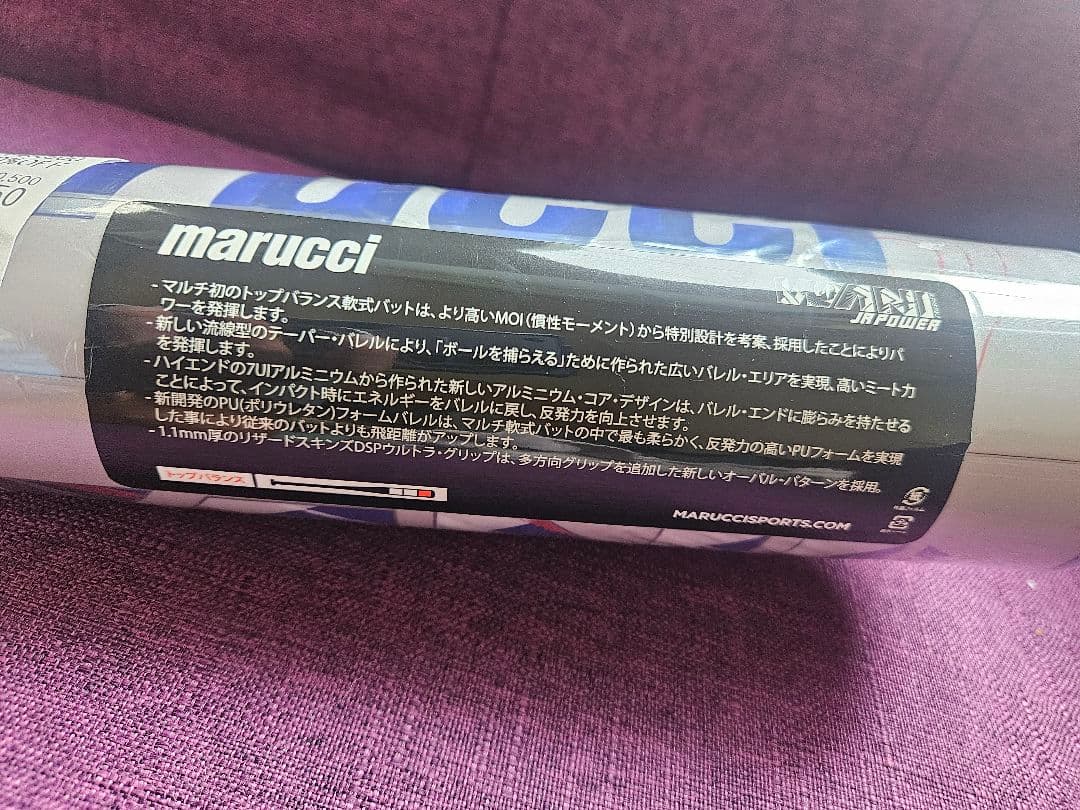 ,500
50
marucci
JAPOWER
- マルチ初のトップバランス軟式バットは、より高いMOI(慣性モーメント)から特別設計を考案、採用したことによりパ
ワーを発揮します。
- 新しい流線型のテーパー・バレルにより、「ボールを捕らえる」ために作られた広いバレル・エリアを実現、高いミート力
を発揮します。
- ハイエンドの7U1アルミニウムから作られた新しいアルミニウム・コア・デザインは、バレル・エンドに膨らみを持たせる
ことによって、インパクト時にエネルギーをバレルに戻し、反発力を向上させます。
- 新開発のPU(ポリウレタン)フォームバレルは、マルチ軟式バットの中で最も柔らかく、反発力の高いPUフォームを実現
した事により従来のバットよりも飛距離がアップします。
- 1.1mm厚のリザードスキンズDSPウルトラ・グリップは、多方向グリップを追加した新しいオーバル・パターンを採用。
トップバランス
MARUCCISPORTS.COM